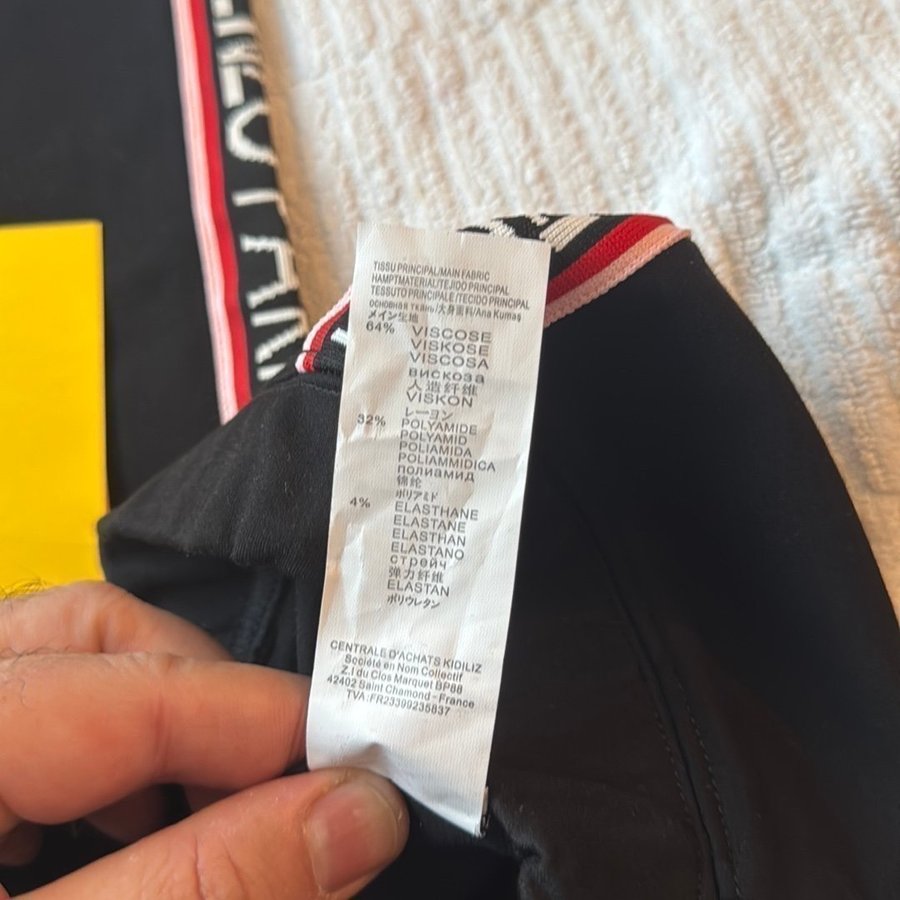 TISSU PRINCIPAL/MAIN FABRIC
HAMPTMATERIAL/TEJIDO PRINCIPAL
TESSUTO PRINCIPALE/TECIDO PRINCIPAL
ОСНОВНАЯ ТКАНЬ/大身面料/Ana Kumaş
メイン生地
64% VISCOSE
VISKOSE
VISCOSA
вискоза
人造纤维
VISKON
レーヨン
32% POLYAMIDE
POLYAMID
POLIAMIDA
POLIAMMIDICA
полиамид
锦纶
ポリアミド
4% ELASTHANE
ELASTANE
ELASTHAN
ELASTANO
стрейч
弹力纤维
ELASTAN
ポリウレタン
CENTRALE D'ACHATS KIDILIZ
Société en Nom Collectif
Z.I du Clos Marquet BP68
42402 Saint Chamond - France
TVA:FR23399235837